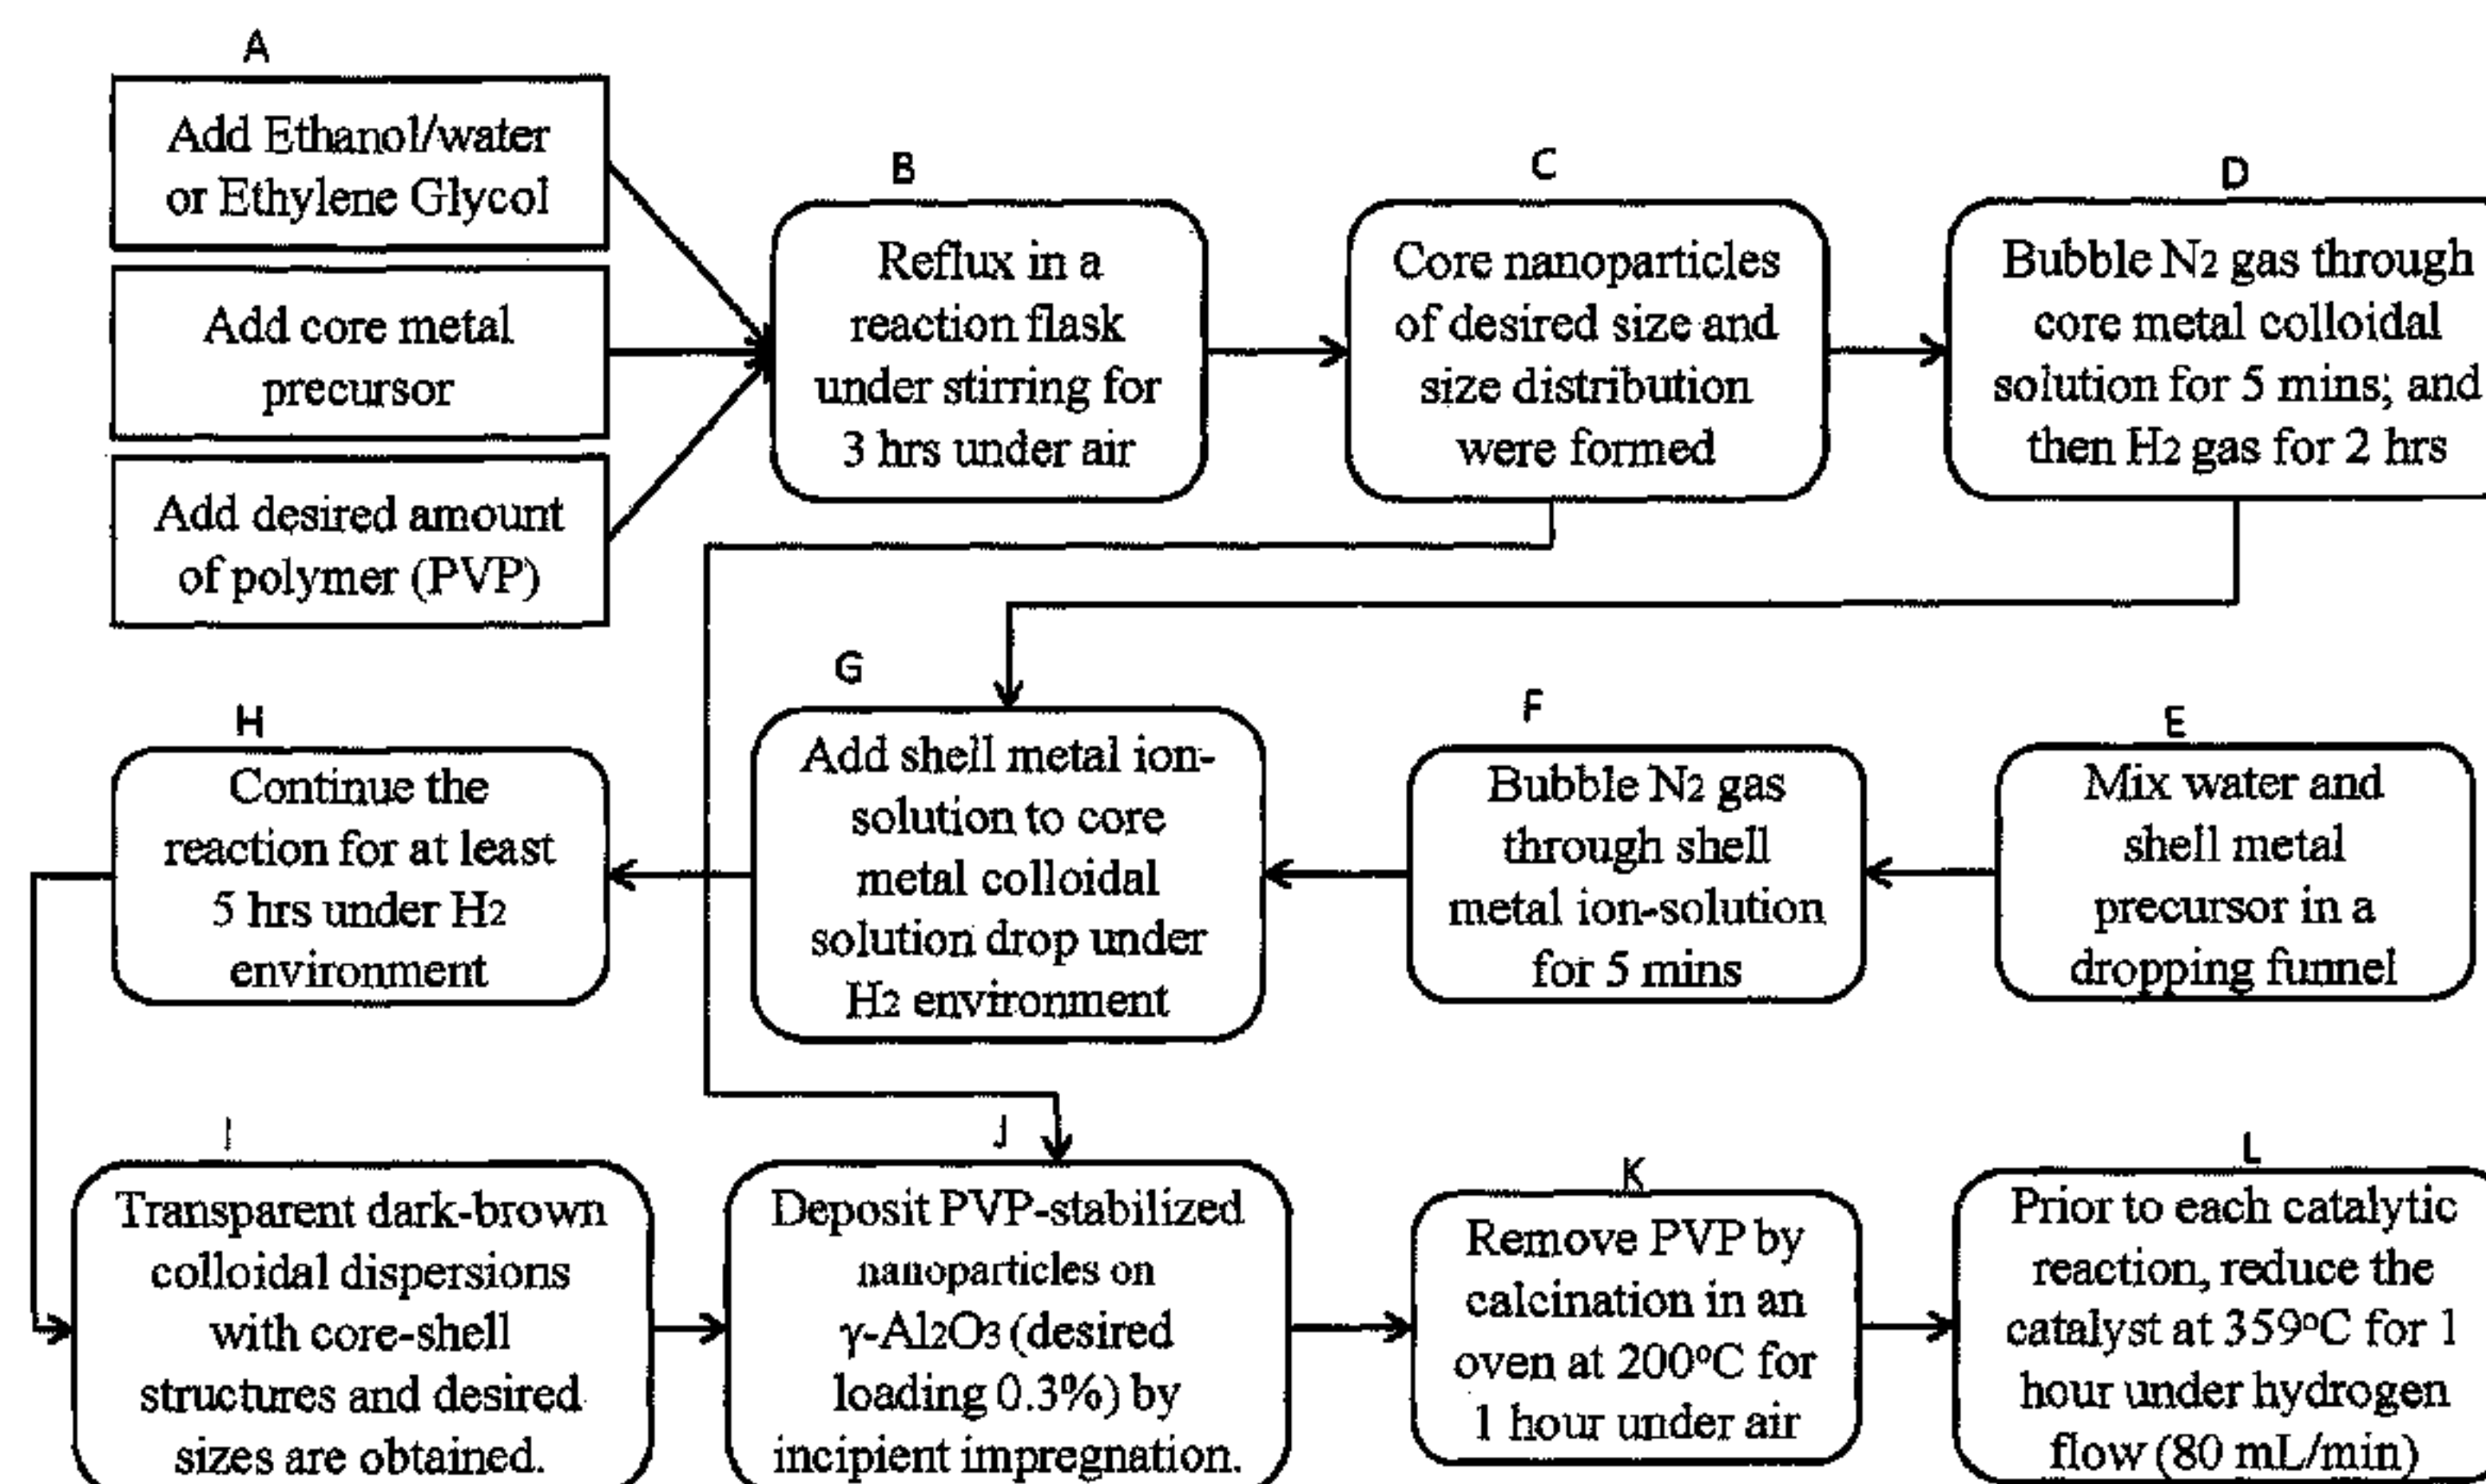 A
Add Ethanol/water
or Ethylene Glycol
Add core metal
precursor
Add desired amount
of polymer (PVP)
B
Reflux in a
reaction flask
under stirring for
3 hrs under air
C
Core nanoparticles
of desired size and
size distribution
were formed
D
Bubble N2 gas through
core metal colloidal
solution for 5 mins; and
then H2 gas for 2 hrs
G
Add shell metal ion-
solution to core
metal colloidal
solution drop under
H2 environment
H
Continue the
reaction for at least
5 hrs under H2
environment
F
Bubble N2 gas
through shell
metal ion-solution
for 5 mins
E
Mix water and
shell metal
precursor in a
dropping funnel
I
Transparent dark-brown
colloidal dispersions
with core-shell
structures and desired
sizes are obtained.
J
Deposit PVP-stabilized
nanoparticles on
γ-Al2O3 (desired
loading 0.3%) by
incipient impregnation.
K
Remove PVP by
calcination in an
oven at 200ºC for
1 hour under air
L
Prior to each catalytic
reaction, reduce the
catalyst at 359ºC for 1
hour under hydrogen
flow (80 mL/min)